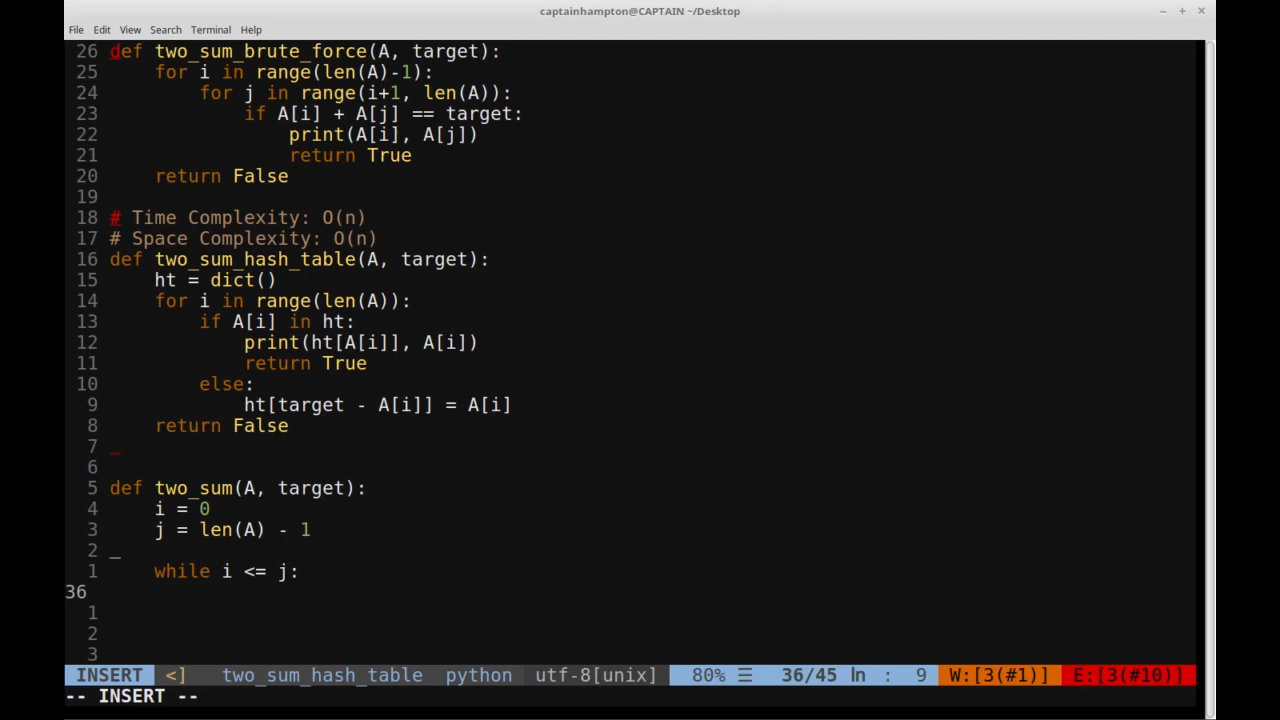 captainhampton@CAPTAIN ~/Desktop
File Edit View Search Terminal Help
26 def two_sum_brute_force(A, target):
25     for i in range(len(A)-1):
24         for j in range(i+1, len(A)):
23             if A[i] + A[j] == target:
22                 print(A[i], A[j])
21                 return True
20     return False
19
18 # Time Complexity: O(n)
17 # Space Complexity: O(n)
16 def two_sum_hash_table(A, target):
15     ht = dict()
14     for i in range(len(A)):
13         if A[i] in ht:
12             print(ht[A[i]], A[i])
11             return True
10         else:
9             ht[target - A[i]] = A[i]
8     return False
7 _
6
5 def two_sum(A, target):
4     i = 0
3     j = len(A) - 1
2 _
1     while i <= j:
36
1
2
3
INSERT <] two_sum_hash_table python utf-8[unix] 80% ☰ 36/45 ln : 9 W:[3(#1)] E:[3(#10)]
-- INSERT --